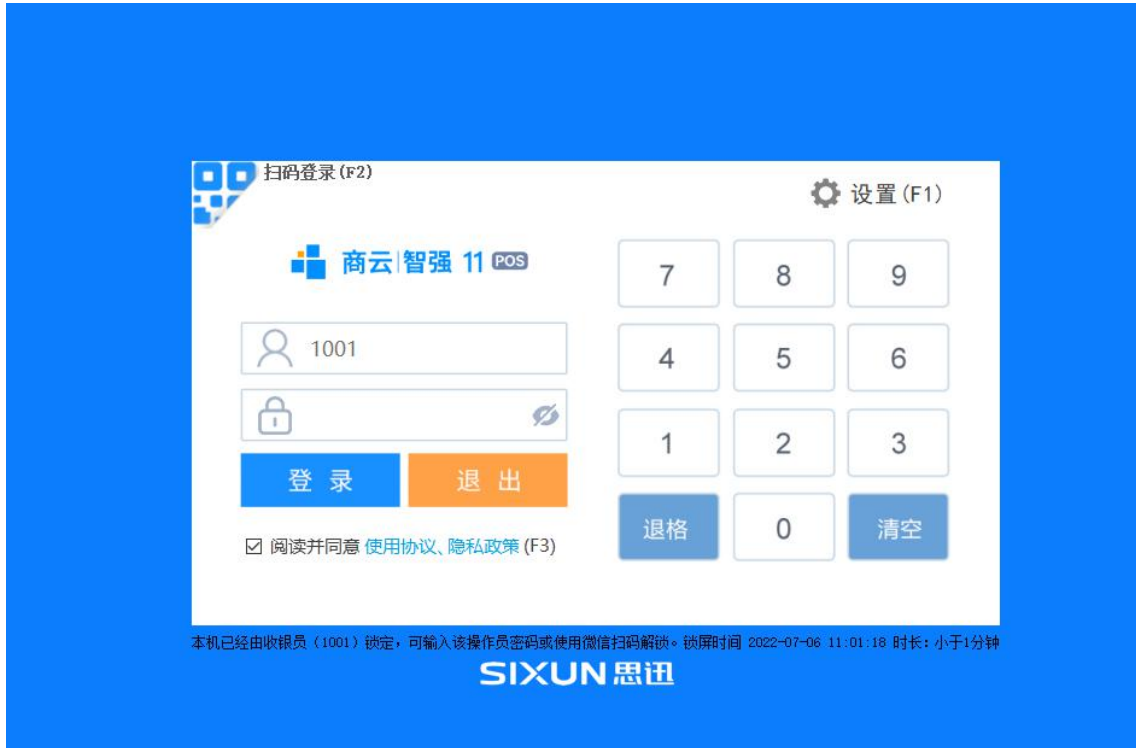 扫码登录(F2)
设置(F1)
商云|智强 11 POS
1001
登 录
退 出
阅读并同意 使用协议、隐私政策 (F3)
7 8 9
4 5 6
1 2 3
退格 0 清空
本机已经由收银员（1001）锁定，可输入该操作员密码或使用微信扫码解锁。锁屏时间 2022-07-06 11:01:18 时长：小于1分钟
SIXUN思迅